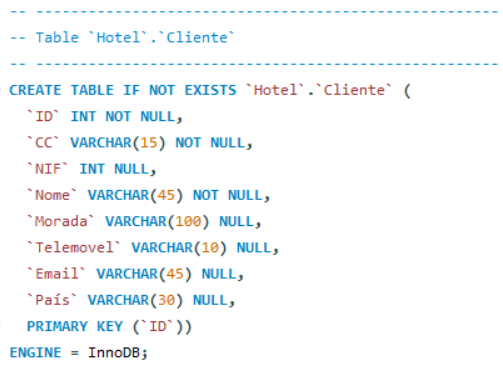 -- -----------------------------------------------------
-- Table `Hotel`.`Cliente`
-- -----------------------------------------------------
CREATE TABLE IF NOT EXISTS `Hotel`.`Cliente` (
  `ID` INT NOT NULL,
  `CC` VARCHAR(15) NOT NULL,
  `NIF` INT NULL,
  `Nome` VARCHAR(45) NOT NULL,
  `Morada` VARCHAR(100) NULL,
  `Telemovel` VARCHAR(10) NULL,
  `Email` VARCHAR(45) NULL,
  `País` VARCHAR(30) NULL,
  PRIMARY KEY (`ID`))
ENGINE = InnoDB;